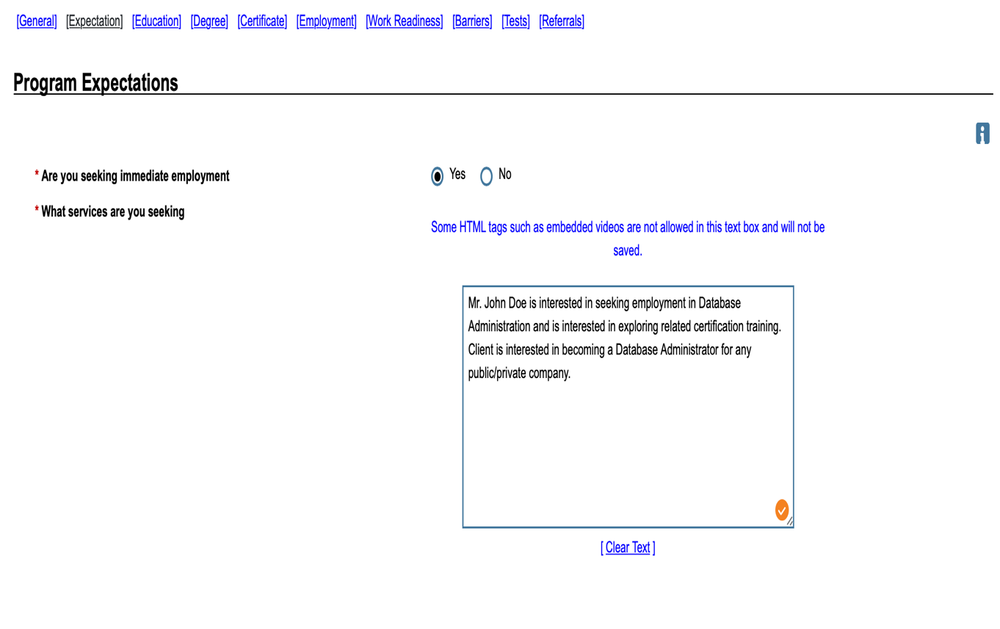 [General] [Expectation] [Education] [Degree] [Certificate] [Employment] [Work Readiness] [Barriers] [Tests] [Referrals]
Program Expectations
* Are you seeking immediate employment
Yes No
* What services are you seeking
Some HTML tags such as embedded videos are not allowed in this text box and will not be
saved.
Mr. John Doe is interested in seeking employment in Database
Administration and is interested in exploring related certification training.
Client is interested in becoming a Database Administrator for any
public/private company.
[ Clear Text ]